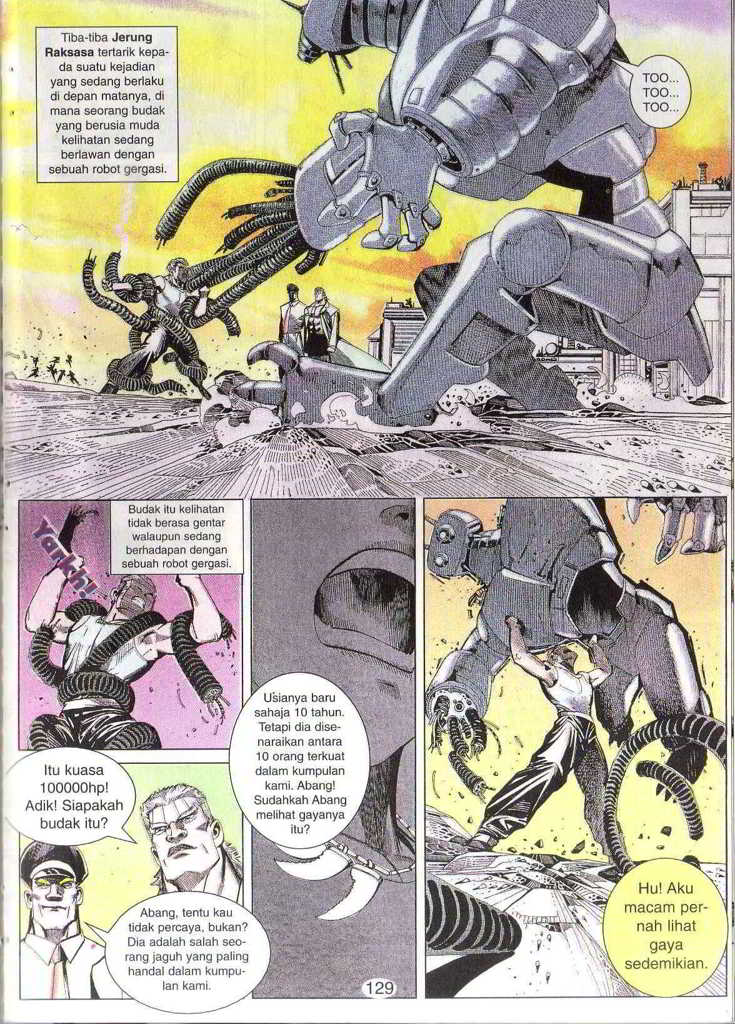 Tiba-tiba Jerung
Raksasa tertarik kepa-
da suatu kejadian
yang sedang berlaku
di depan matanya, di
mana seorang budak
yang berusia muda
kelihatan sedang
berlawan dengan
sebuah robot gergasi.
TOO...
TOO...
TOO...
Budak itu kelihatan
tidak berasa gentar
walaupun sedang
berhadapan dengan
sebuah robot gergasi.
Yarkh!
Itu kuasa
100000hp!
Adik! Siapakah
budak itu?
Abang, tentu kau
tidak percaya, bukan?
Dia adalah salah seo-
rang jaguh yang paling
handal dalam kumpu-
lan kami.
Usianya baru
sahaja 10 tahun.
Tetapi dia dise-
naraikan antara
10 orang terkuat
dalam kumpulan
kami. Abang!
Sudahkah Abang
melihat gayanya
itu?
Hu! Aku
macam per-
nah lihat
gaya
sedemikian.
129